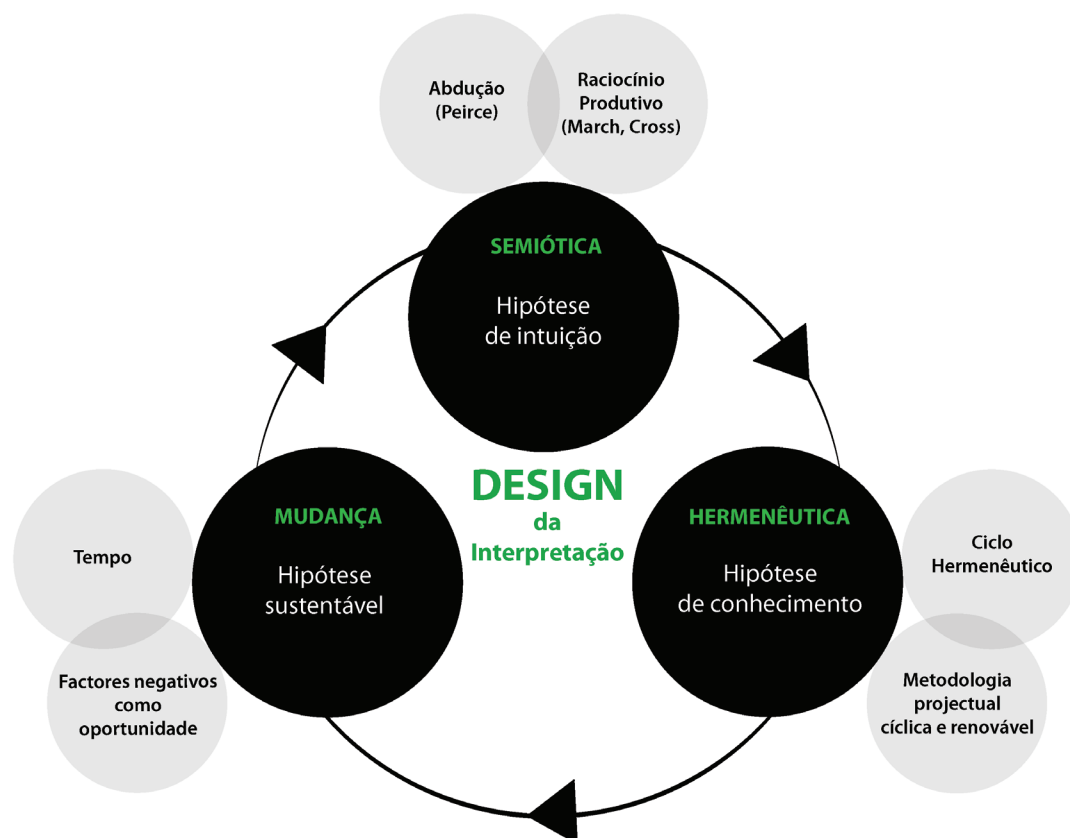 Abdução
(Peirce)
Raciocínio
Produtivo
(March, Cross)
SEMIÓTICA
Hipótese
de intuição
DESIGN
da
Interpretação
MUDANÇA
Hipótese
sustentável
HERMENÊUTICA
Hipótese
de conhecimento
Tempo
Factores negativos
como
oportunidade
Ciclo
Hermenêutico
Metodologia
projectual
cíclica e renovável